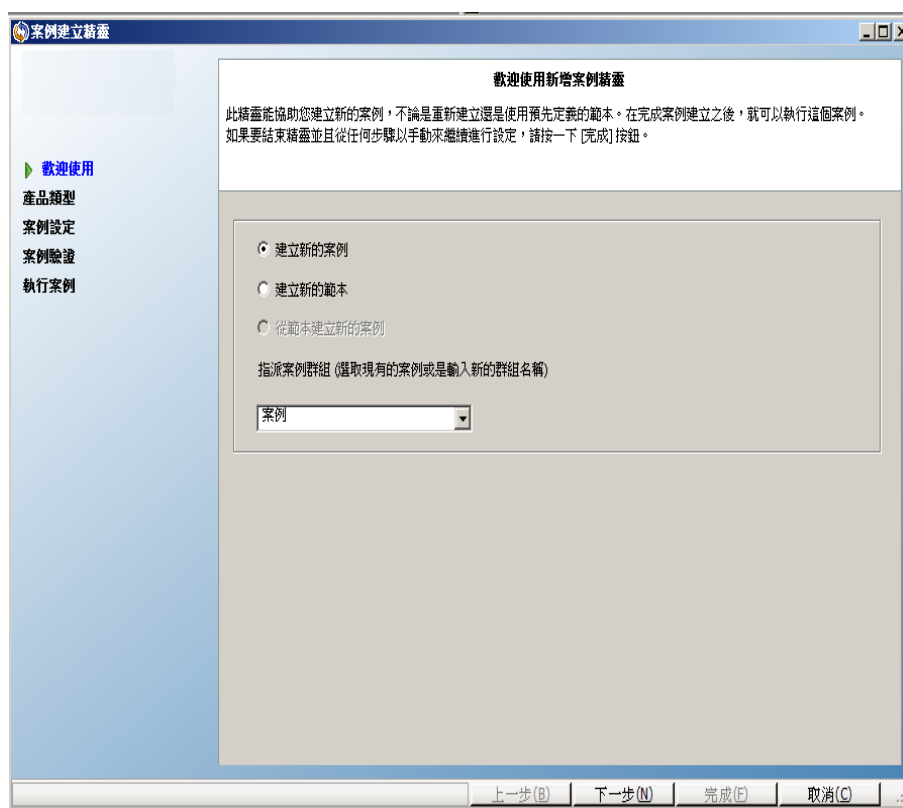 案例建立精靈
歡迎使用新增案例精靈
此精靈能協助您建立新的案例，不論是重新建立還是使用預先定義的範本。在完成案例建立之後，就可以執行這個案例。
如果要結束精靈並且從任何步驟以手動來繼續進行設定，請按一下 [完成] 按鈕。
歡迎使用
產品類型
案例設定
案例驗證
執行案例
建立新的案例
建立新的範本
從範本建立新的案例
指派案例群組 (選取現有的案例或是輸入新的群組名稱)
案例
上一步(B) 下一步(N) 完成(F) 取消(C)